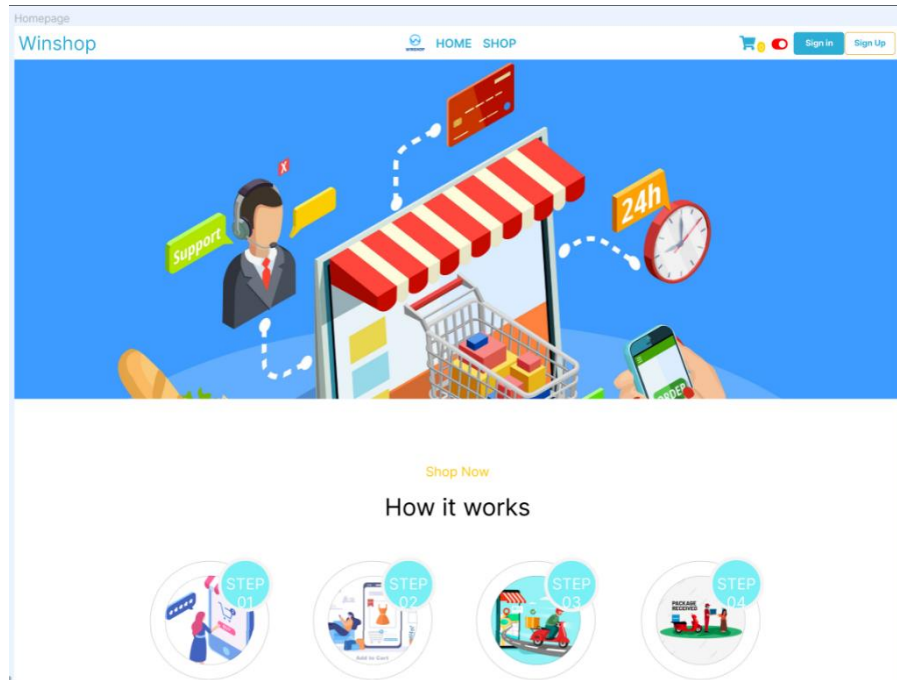 Homepage
Winshop
HOME SHOP
Sign in
Sign Up
X
Support
24h
ORDER
Shop Now
How it works
STEP
01
STEP
02
Add to Cart
STEP
03
STEP
04
PACKAGE
RECEIVED